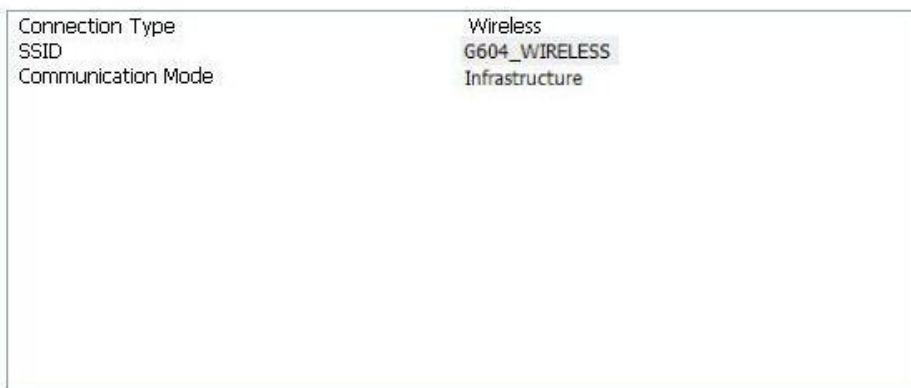 Connection Type Wireless
SSID G604_WIRELESS
Communication Mode Infrastructure